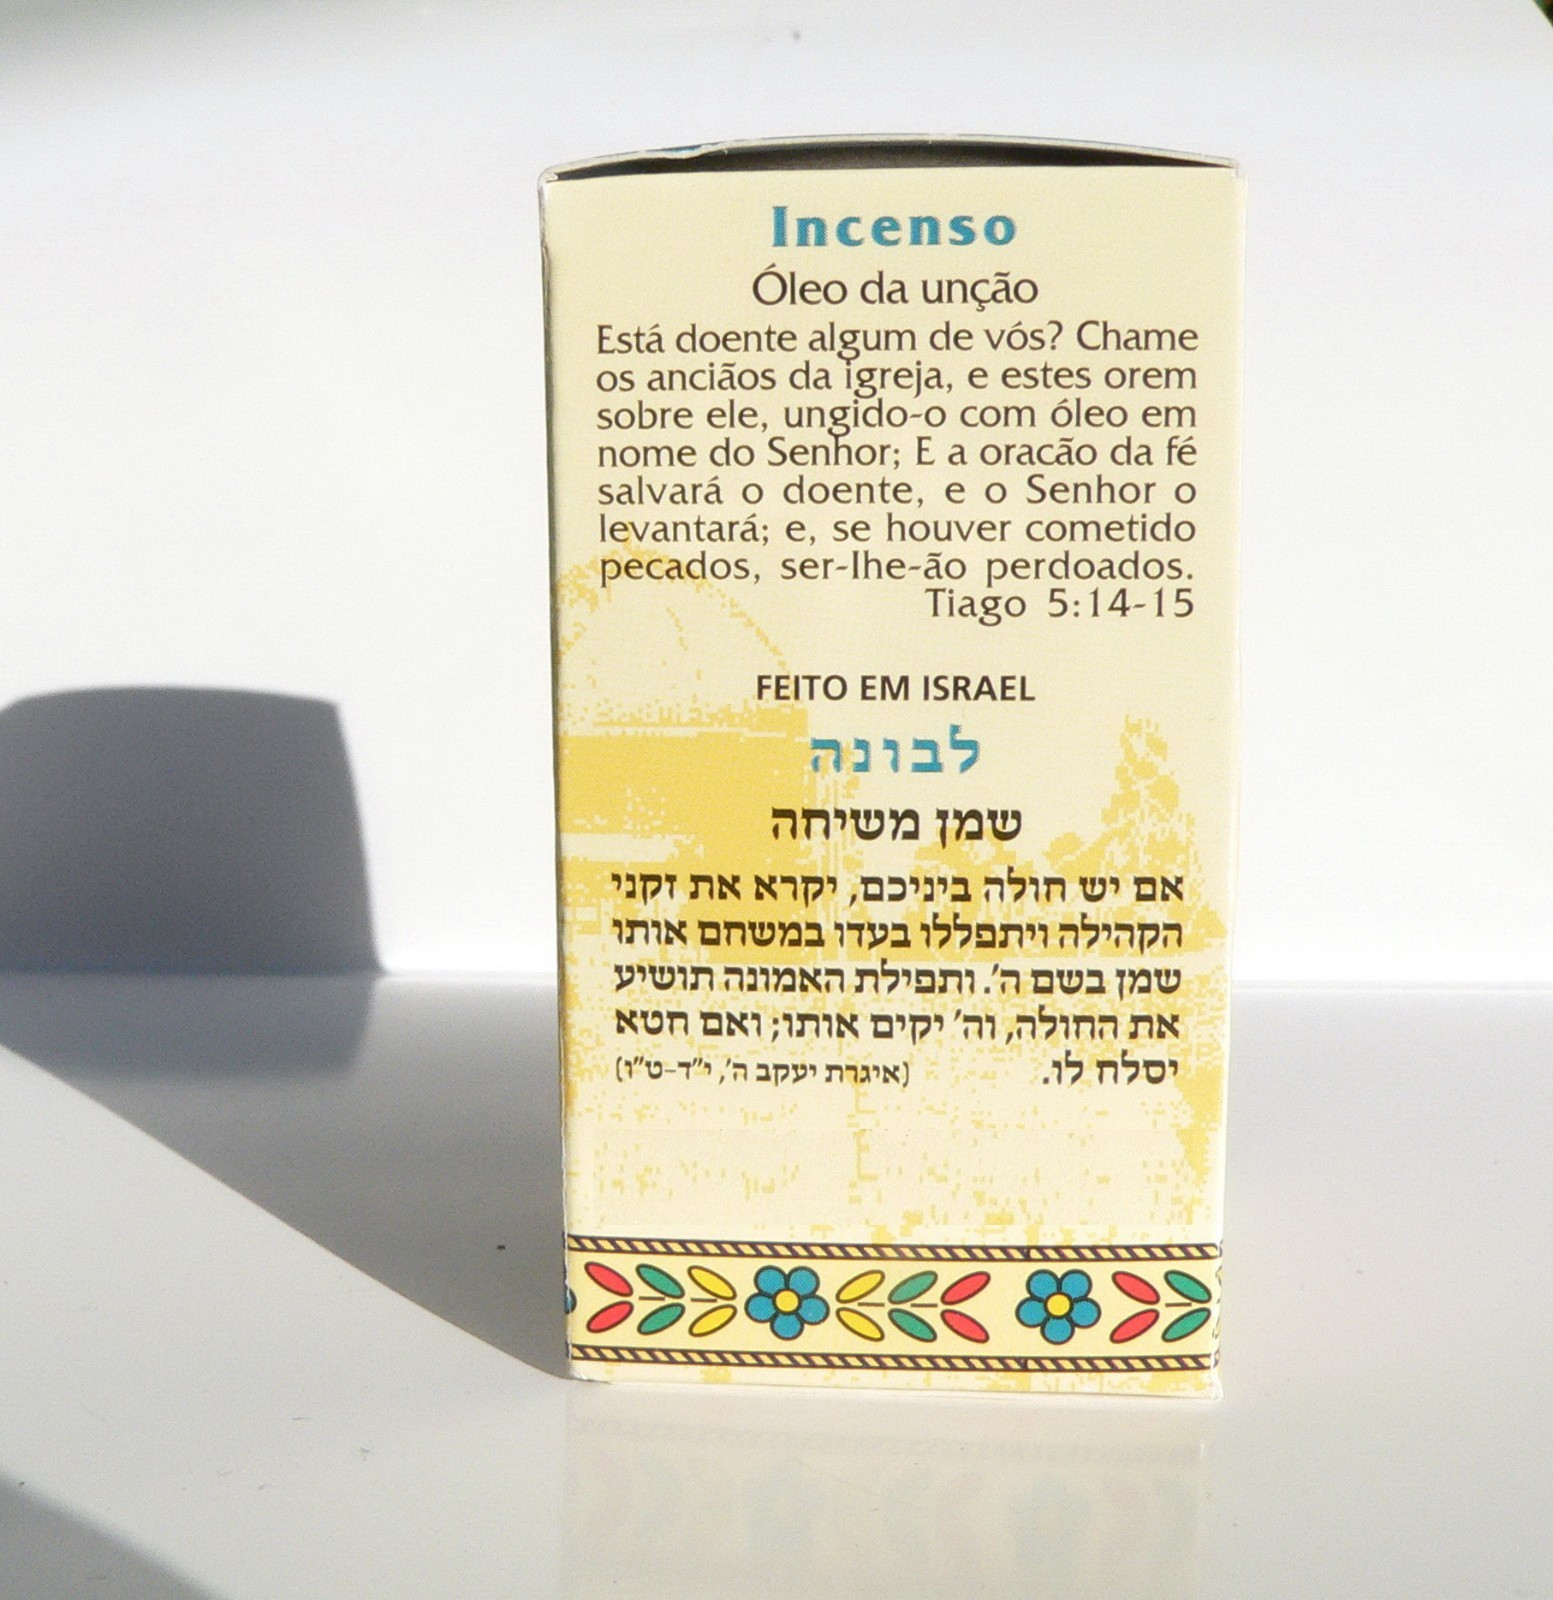 Incenso
Óleo da unção
Está doente algum de vós? Chame
os anciãos da igreja, e estes orem
sobre ele, ungido-o com óleo em
nome do Senhor; E a oracão da fé
salvará o doente, e o Senhor o
levantará; e, se houver cometido
pecados, ser-lhe-ão perdoados.
Tiago 5:14-15
FEITO EM ISRAEL
לבונה
שמן משיחה
אם יש חולה ביניכם, יקרא את זקני
הקהילה ויתפללו בעדו במשחם אותו
שמן בשם ה'. ותפילת האמונה תושיע
את החולה, וה' יקים אותו; ואם חטא
יסלח לו. (איגרת יעקב ה', י"ד-ט"ו)